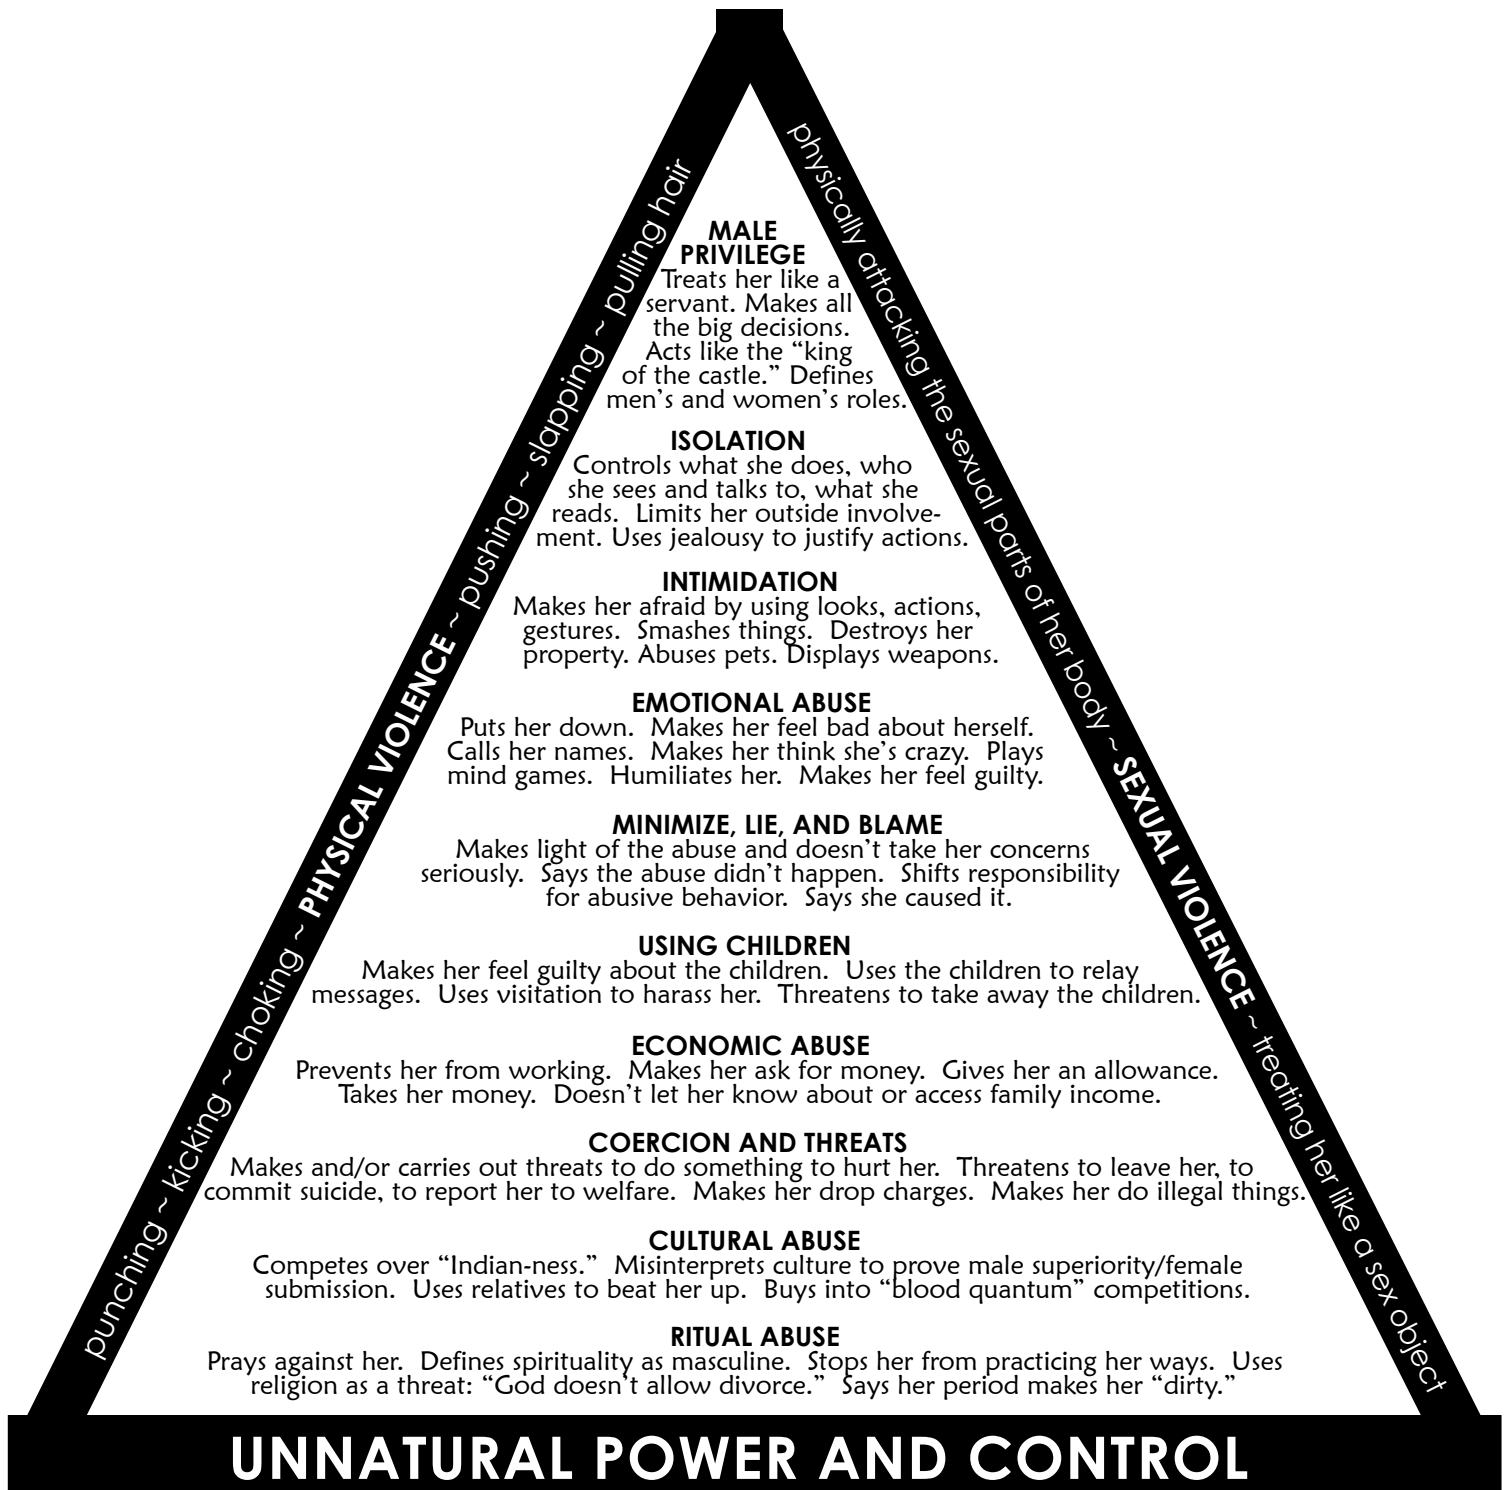 MALE
PRIVILEGE
Treats her like a
servant. Makes all
the big decisions.
Acts like the “king
of the castle.” Defines
men’s and women’s roles.
ISOLATION
Controls what she does, who
she sees and talks to, what she
reads.  Limits her outside involve-
ment. Uses jealousy to justify actions.
INTIMIDATION
Makes her afraid by using looks, actions,
gestures.  Smashes things.  Destroys her
property. Abuses pets. Displays weapons.
EMOTIONAL ABUSE
Puts her down.  Makes her feel bad about herself.
Calls her names.  Makes her think she’s crazy.  Plays
mind games.  Humiliates her.  Makes her feel guilty.
MINIMIZE, LIE, AND BLAME
Makes light of the abuse and doesn’t take her concerns
seriously.  Says the abuse didn’t happen.  Shifts responsibility
for abusive behavior.  Says she caused it.
USING CHILDREN
Makes her feel guilty about the children.  Uses the children to relay
messages.  Uses visitation to harass her.  Threatens to take away the children.
ECONOMIC ABUSE
Prevents her from working.  Makes her ask for money.  Gives her an allowance.
Takes her money.  Doesn’t let her know about or access family income.
COERCION AND THREATS
Makes and/or carries out threats to do something to hurt her.  Threatens to leave her, to
commit suicide, to report her to welfare.  Makes her drop charges.  Makes her do illegal things.
CULTURAL ABUSE
Competes over “Indian-ness.”  Misinterprets culture to prove male superiority/female
submission.  Uses relatives to beat her up.  Buys into “blood quantum” competitions.
RITUAL ABUSE
Prays against her.  Defines spirituality as masculine.  Stops her from practicing her ways.  Uses
religion as a threat: “God doesn’t allow divorce.”  Says her period makes her “dirty.”
punching ~ kicking ~ choking ~ PHYSICAL VIOLENCE ~ pushing ~ slapping ~ pulling hair
physically attacking the sexual parts of her body ~ SEXUAL VIOLENCE ~ treating her like a sex object
UNNATURAL POWER AND CONTROL